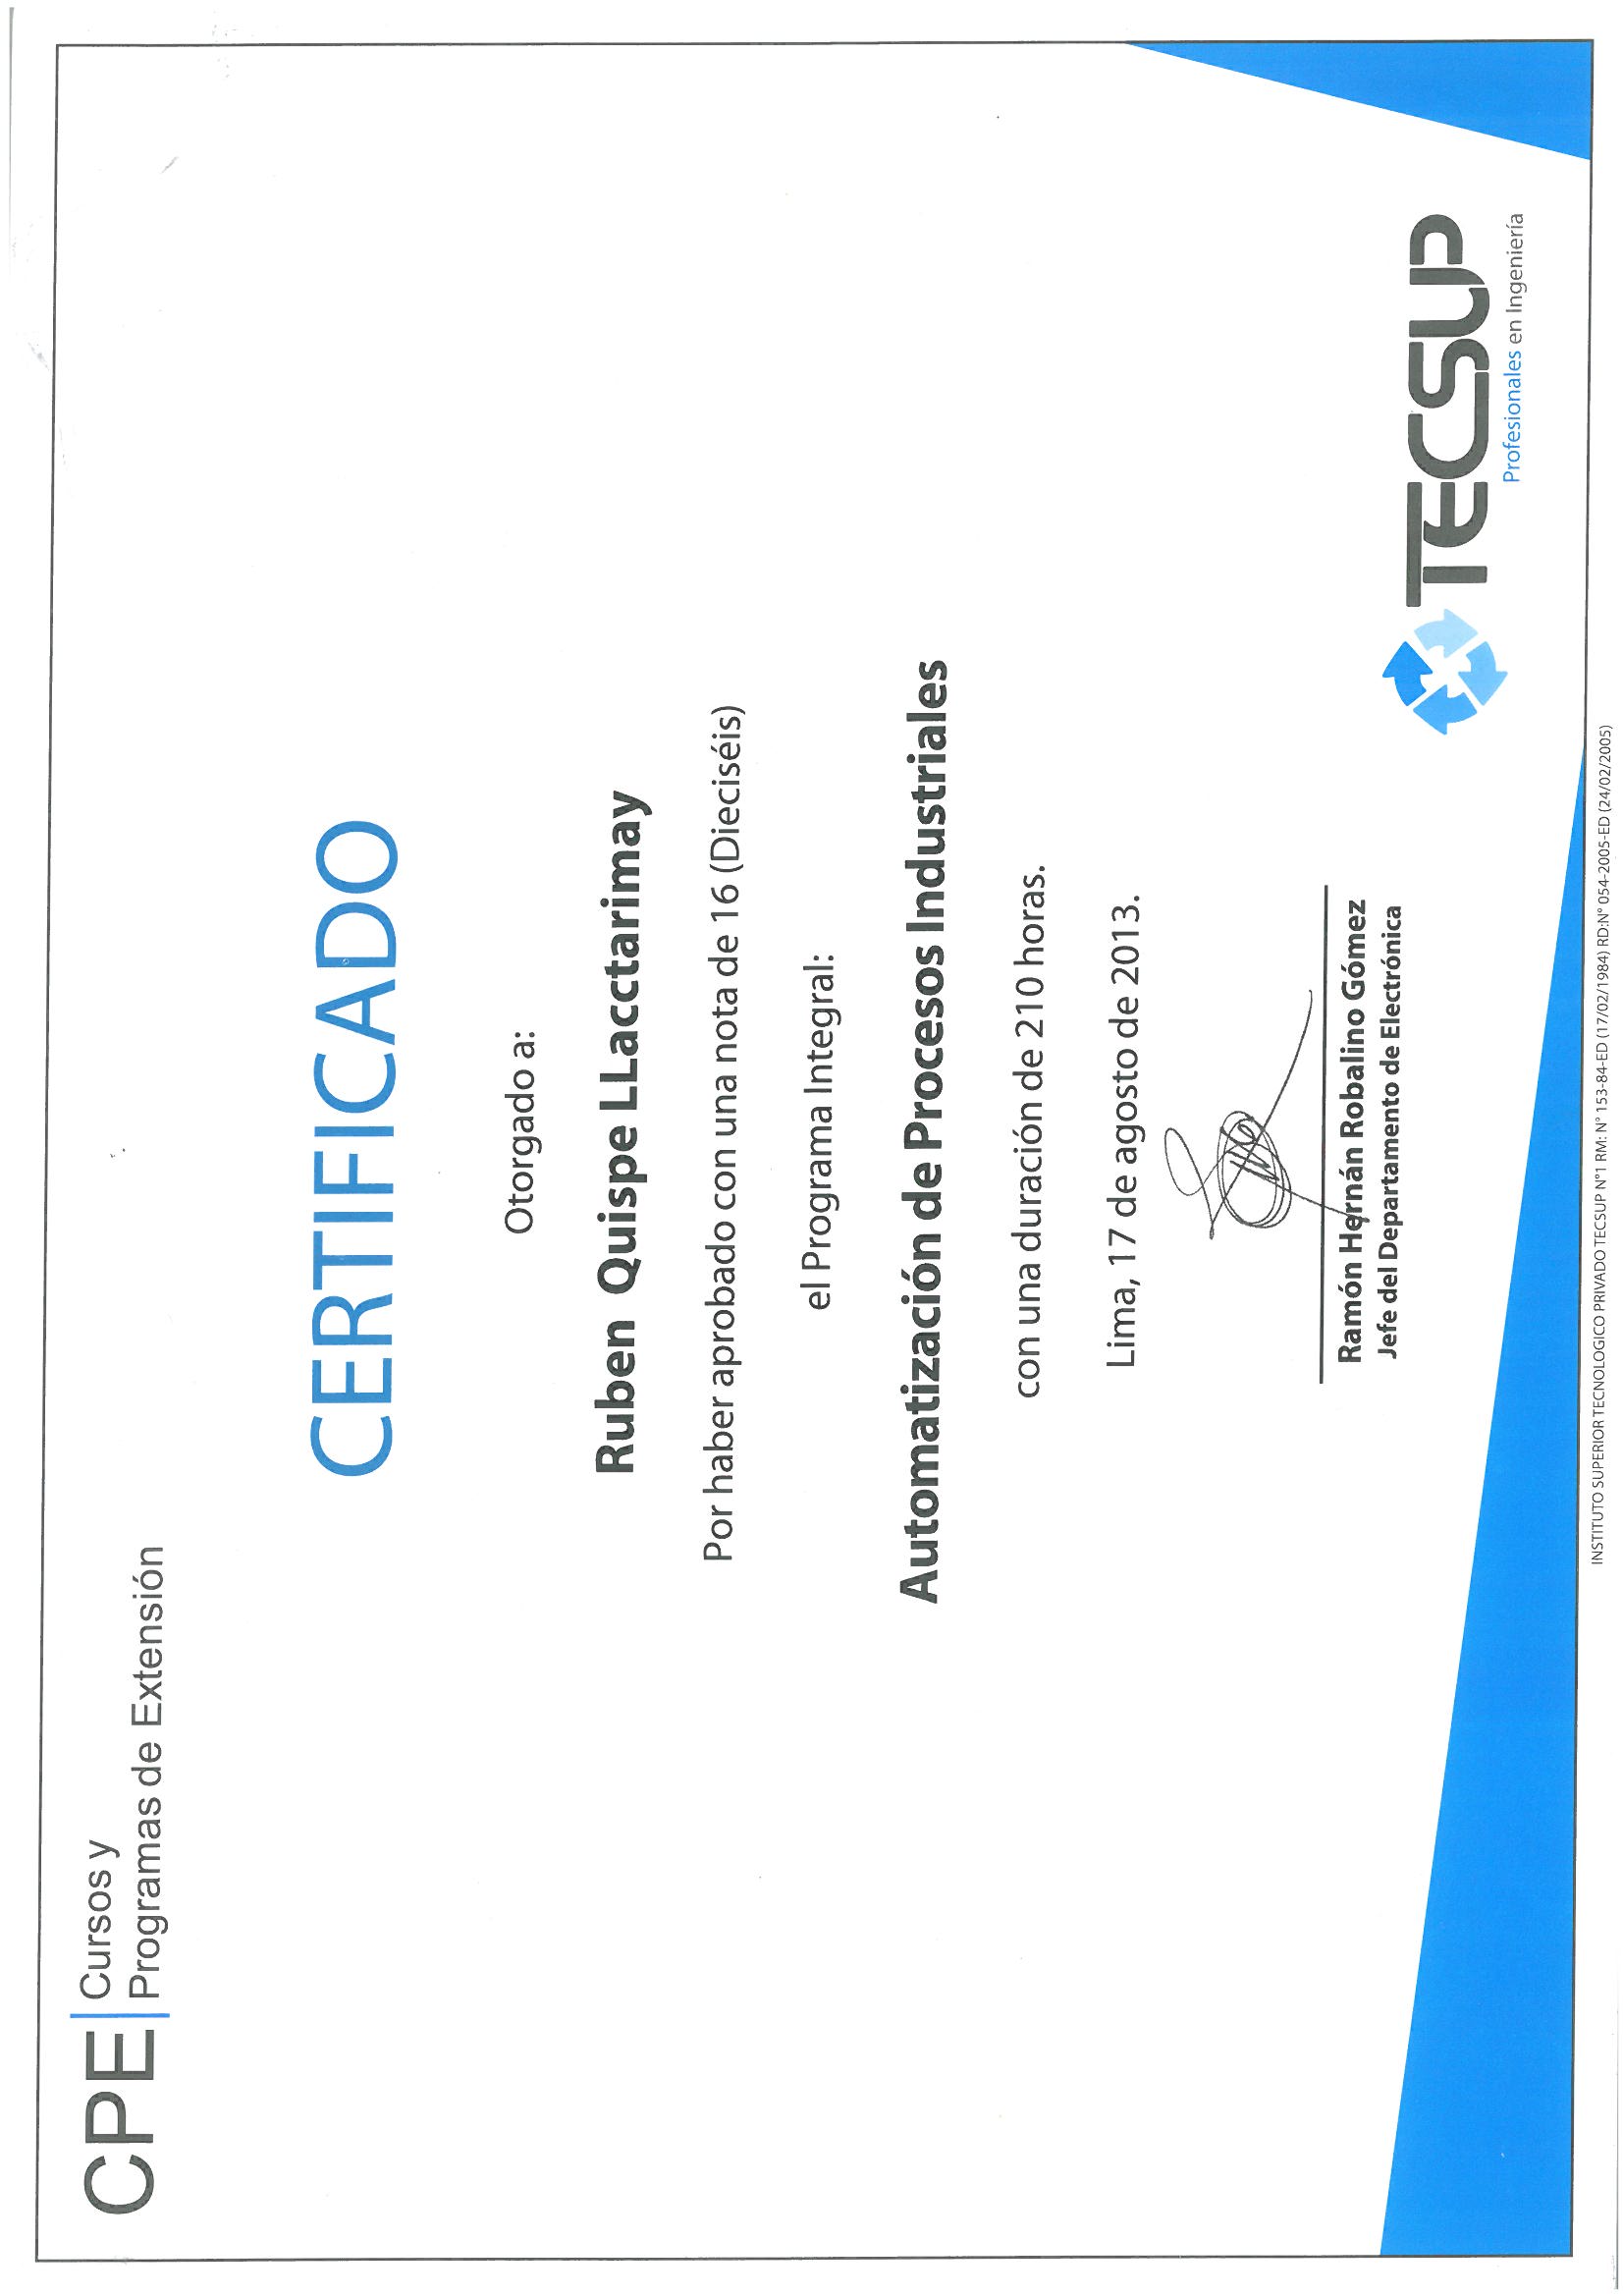 CPE
Cursos y
Programas de Extensión
CERTIFICADO
Otorgado a:
Ruben Quispe LLacctarimay
Por haber aprobado con una nota de 16 (Dieciséis)
el Programa Integral:
Automatización de Procesos Industriales
con una duración de 210 horas.
Lima, 17 de agosto de 2013.
Ramón Hernán Robalino Gómez
Jefe del Departamento de Electrónica
TECSUP
Profesionales en Ingeniería
INSTITUTO SUPERIOR TECNOLOGICO PRIVADO TECSUP N°1 RM: N° 153-84-ED (17/02/1984) RD:N° 054-2005-ED (24/02/2005)